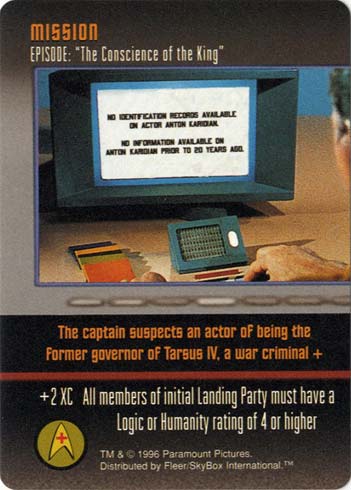 MISSION
EPISODE: "The Conscience of the King"
NO IDENTIFICATION RECORDS AVAILABLE
ON ACTOR ANTON KARIDIAN.
NO INFORMATION AVAILABLE ON
ANTON KARIDIAN PRIOR TO 20 YEARS AGO.
The captain suspects an actor of being the
Former governor of Tarsus IV, a war criminal +
+2 XC All members of initial Landing Party must have a
Logic or Humanity rating of 4 or higher
TM & © 1996 Paramount Pictures.
Distributed by Fleer/SkyBox International.™